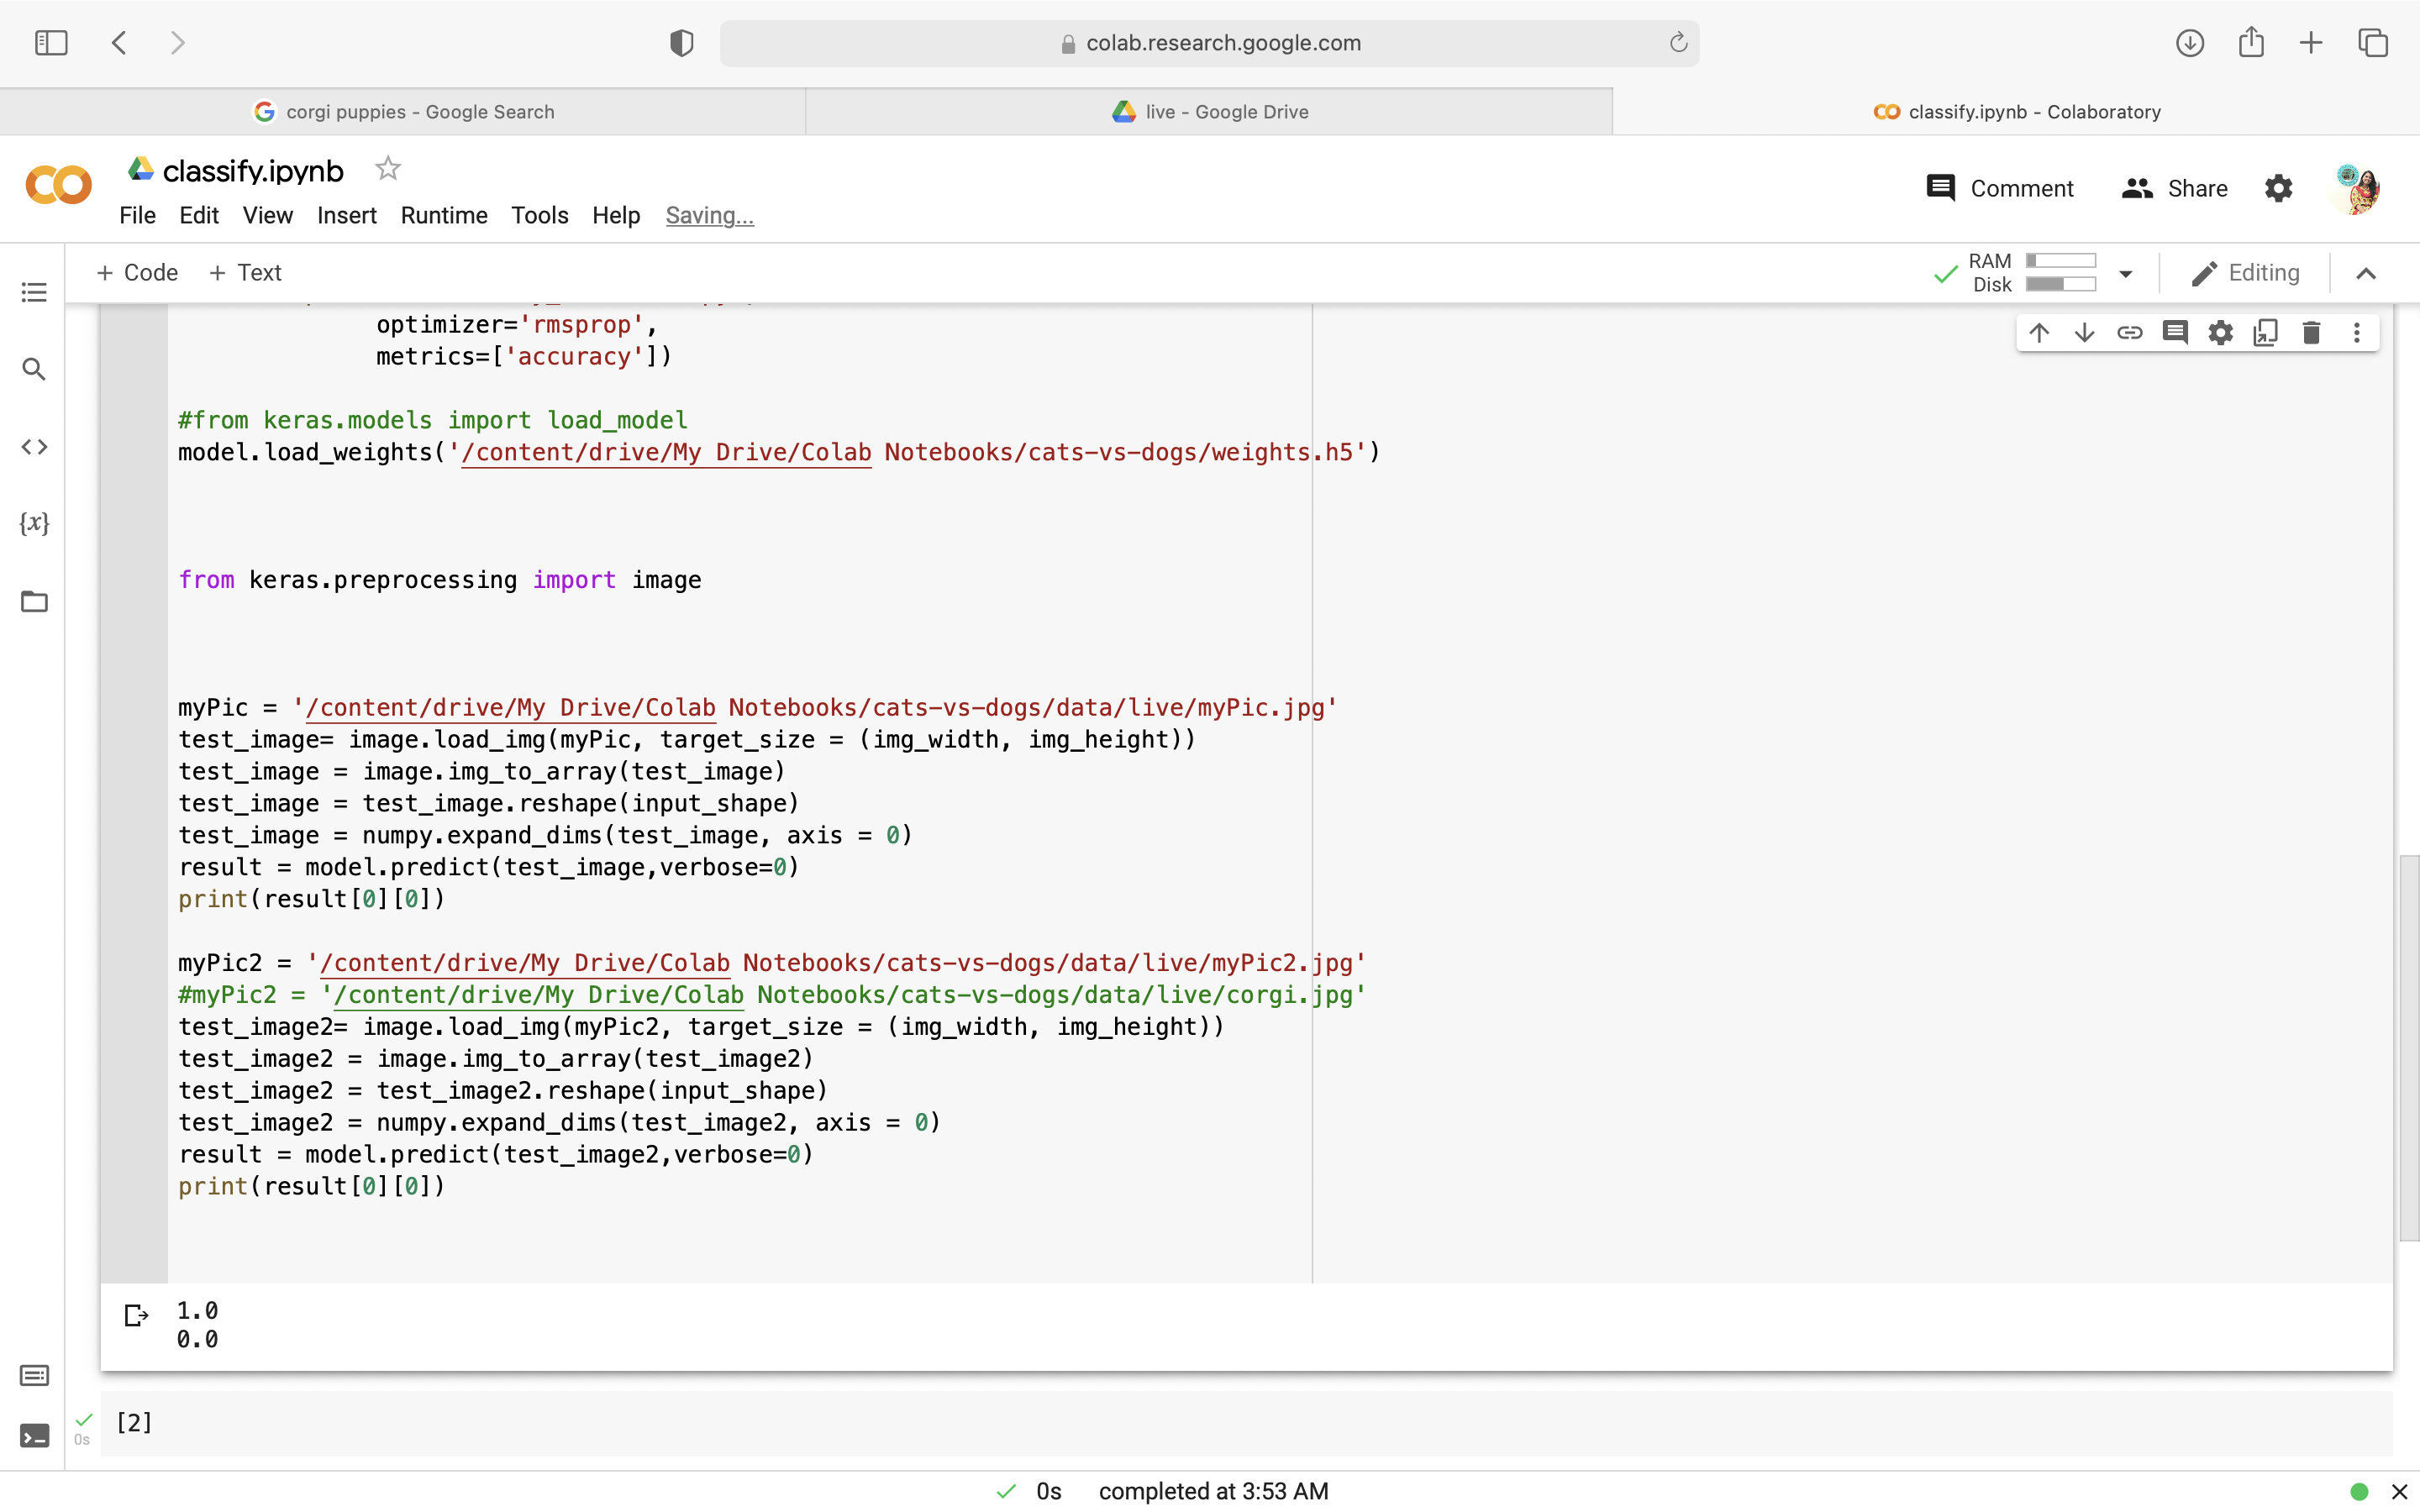 colab.research.google.com
corgi puppies - Google Search
live - Google Drive
classify.ipynb - Colaboratory
classify.ipynb
Comment
Share
File Edit View Insert Runtime Tools Help Saving...
+ Code + Text
RAM
Disk
Editing
optimizer='rmsprop',
metrics=['accuracy'])
#from keras.models import load_model
model.load_weights('/content/drive/My Drive/Colab Notebooks/cats-vs-dogs/weights.h5')
{x}
from keras.preprocessing import image
myPic = '/content/drive/My Drive/Colab Notebooks/cats-vs-dogs/data/live/myPic.jpg'
test_image= image.load_img(myPic, target_size = (img_width, img_height))
test_image = image.img_to_array(test_image)
test_image = test_image.reshape(input_shape)
test_image = numpy.expand_dims(test_image, axis = 0)
result = model.predict(test_image,verbose=0)
print(result[0][0])
myPic2 = '/content/drive/My Drive/Colab Notebooks/cats-vs-dogs/data/live/myPic2.jpg'
#myPic2 = '/content/drive/My Drive/Colab Notebooks/cats-vs-dogs/data/live/corgi.jpg'
test_image2= image.load_img(myPic2, target_size = (img_width, img_height))
test_image2 = image.img_to_array(test_image2)
test_image2 = test_image2.reshape(input_shape)
test_image2 = numpy.expand_dims(test_image2, axis = 0)
result = model.predict(test_image2,verbose=0)
print(result[0][0])
1.0
0.0
[2]
0s
0s completed at 3:53 AM